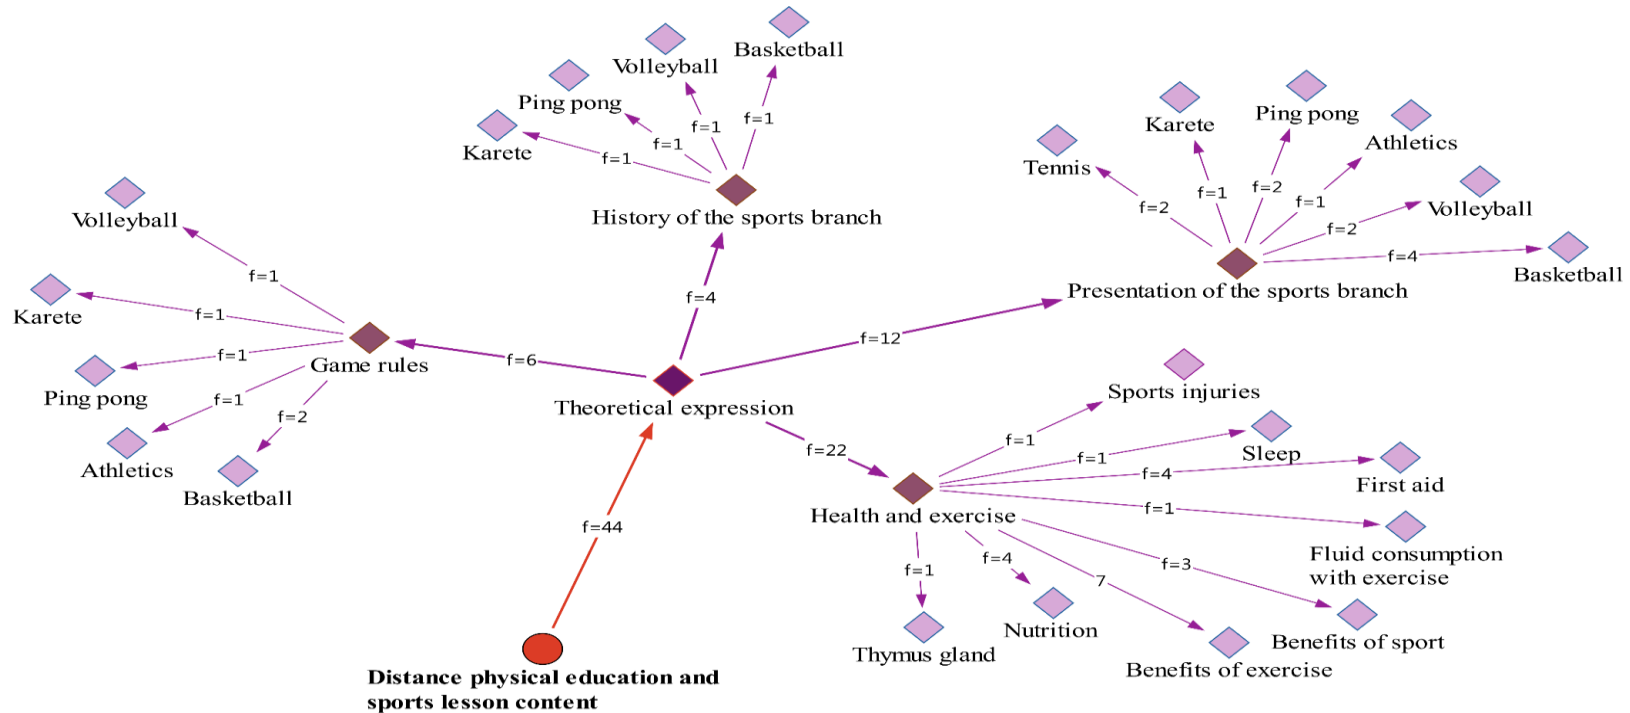 Basketball
Volleyball
Ping pong
Karete
f=1
f=1
f=1
f=1
History of the sports branch
Ping pong
Karete
Athletics
Tennis
Volleyball
Basketball
f=2
f=1
f=2
f=1
f=2
f=4
Presentation of the sports branch
Volleyball
Karete
Ping pong
Athletics
Basketball
f=1
f=1
f=1
f=1
f=2
Game rules
f=6
f=4
f=12
Theoretical expression
f=22
f=44
Sports injuries
Sleep
First aid
Fluid consumption
with exercise
Benefits of sport
Benefits of exercise
Nutrition
Thymus gland
f=1
f=1
f=4
f=1
f=3
7
f=4
f=1
Health and exercise
Distance physical education and
sports lesson content